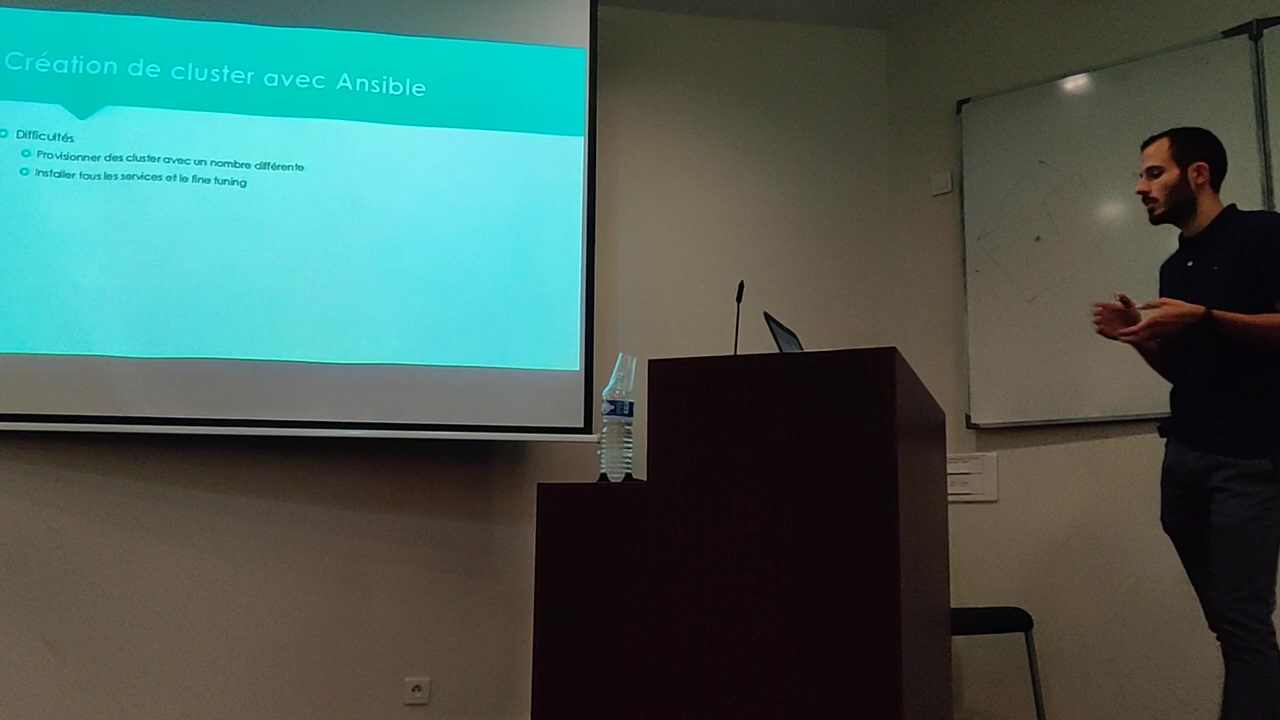 Création de cluster avec Ansible
Difficultés
Provisionner des cluster avec un nombre différente
Installer tous les services et le fine tuning